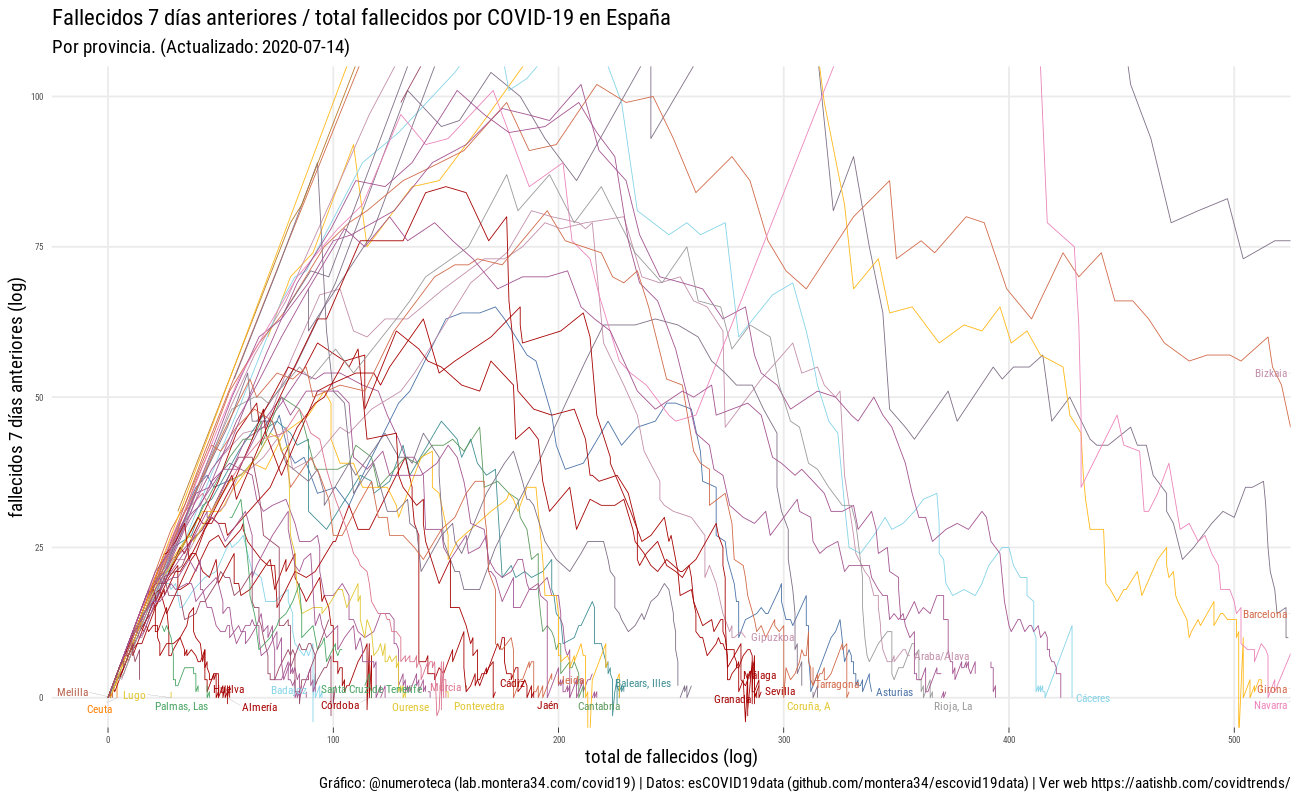 Fallecidos 7 días anteriores / total fallecidos por COVID-19 en España
Por provincia. (Actualizado: 2020-07-14)
fallecidos 7 días anteriores (log)
100
75
50
25
0
Bizkaia
Barcelona
Gipuzkoa
Araba/Álava
Melilla
Lugo
Huelva
Badajoz
Santa Cruz de Tenerife
Murcia
Cádiz
Lleida
Balears, Illes
Málaga
Sevilla
Tarragona
Asturias
Cáceres
Girona
Ceuta
Palmas, Las
Almería
Córdoba
Ourense
Pontevedra
Jaén
Cantabria
Granada
Coruña, A
Rioja, La
Navarra
0
100
200
300
400
500
total de fallecidos (log)
Gráfico: @numeroteca (lab.montera34.com/covid19) | Datos: esCOVID19data (github.com/montera34/escovid19data) | Ver web https://aatishb.com/covidtrends/